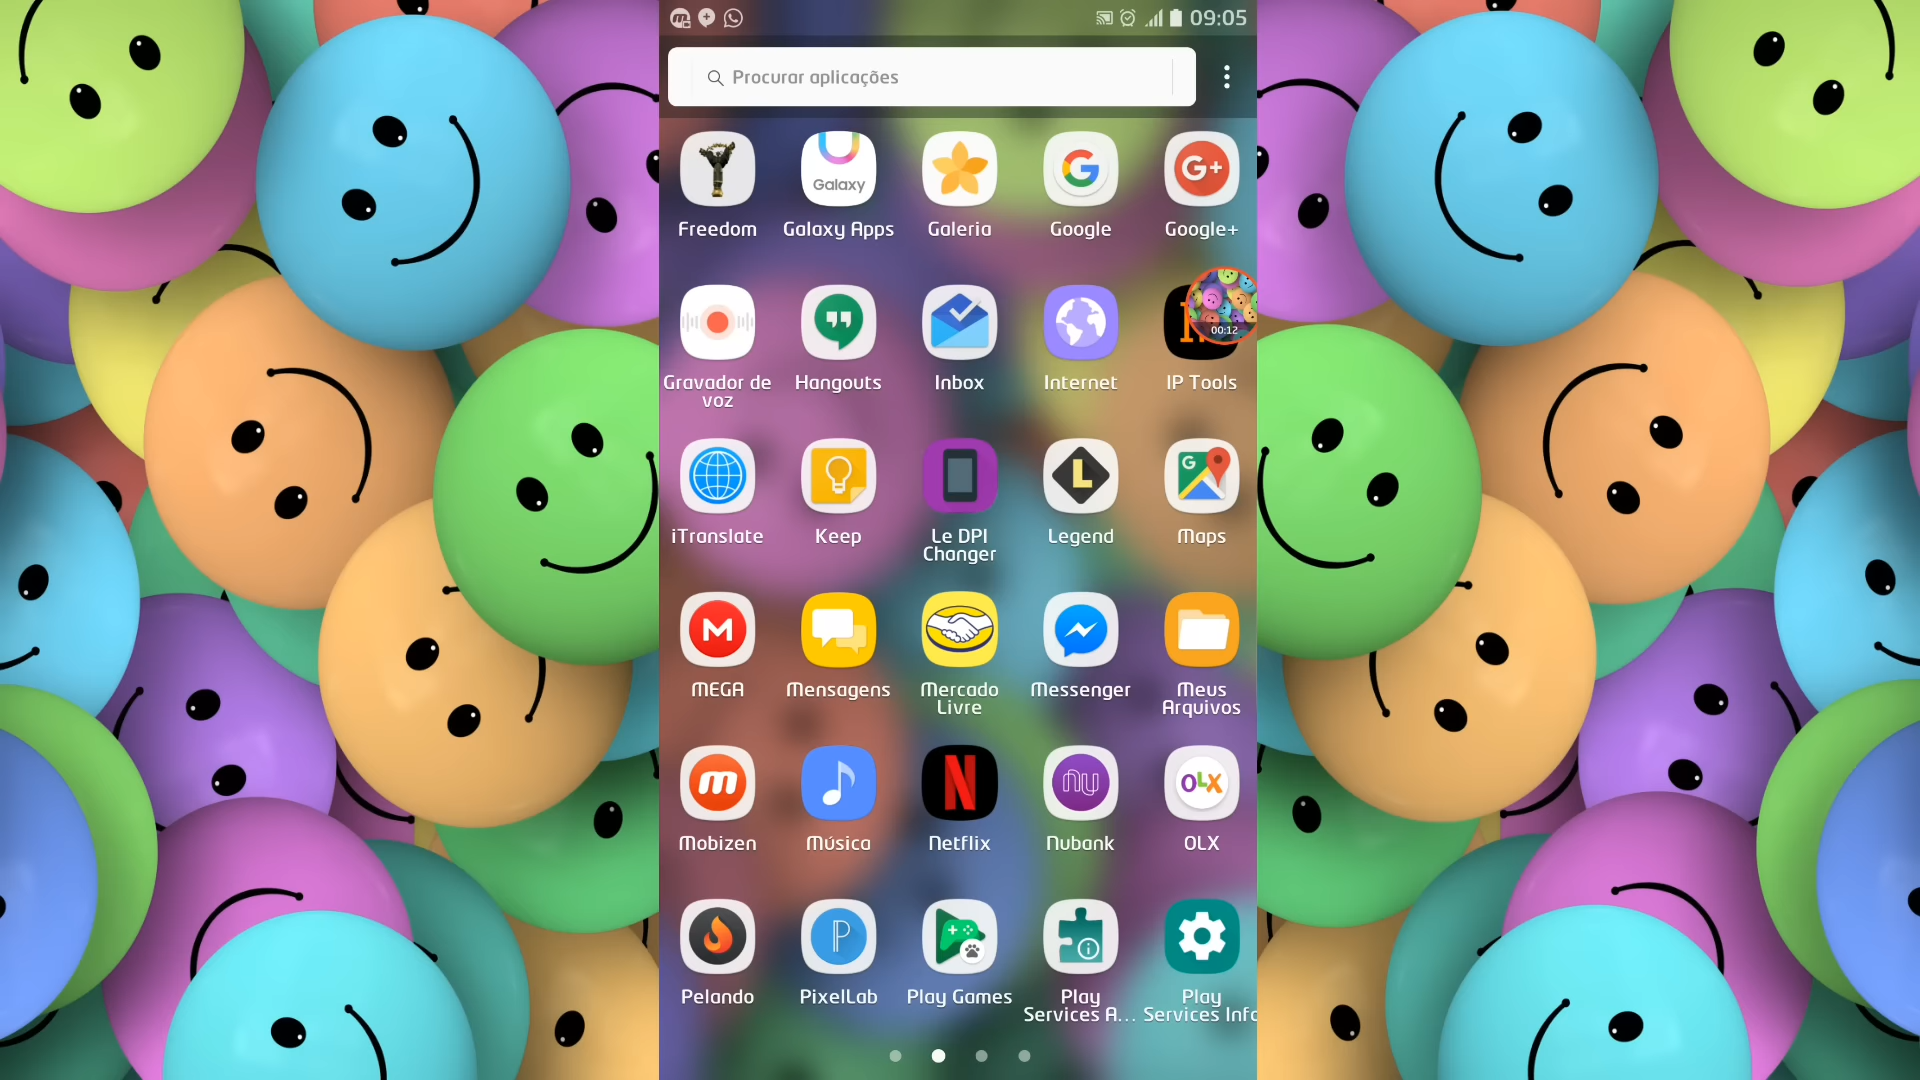 09:05
Procurar aplicações
Galaxy
G+
Freedom
Galaxy Apps
Galeria
Google
Google+
00:12
Gravador de
voz
Hangouts
Inbox
Internet
IP Tools
L
G
iTranslate
Keep
Le DPI
Changer
Legend
Maps
M
MEGA
Mensagens
Mercado
Livre
Messenger
Meus
Arquivos
m
N
nu
OLX
Mobizen
Música
Netflix
Nubank
OLX
P
Pelando
PixelLab
Play Games
Play
Services A...
Play
Services Info